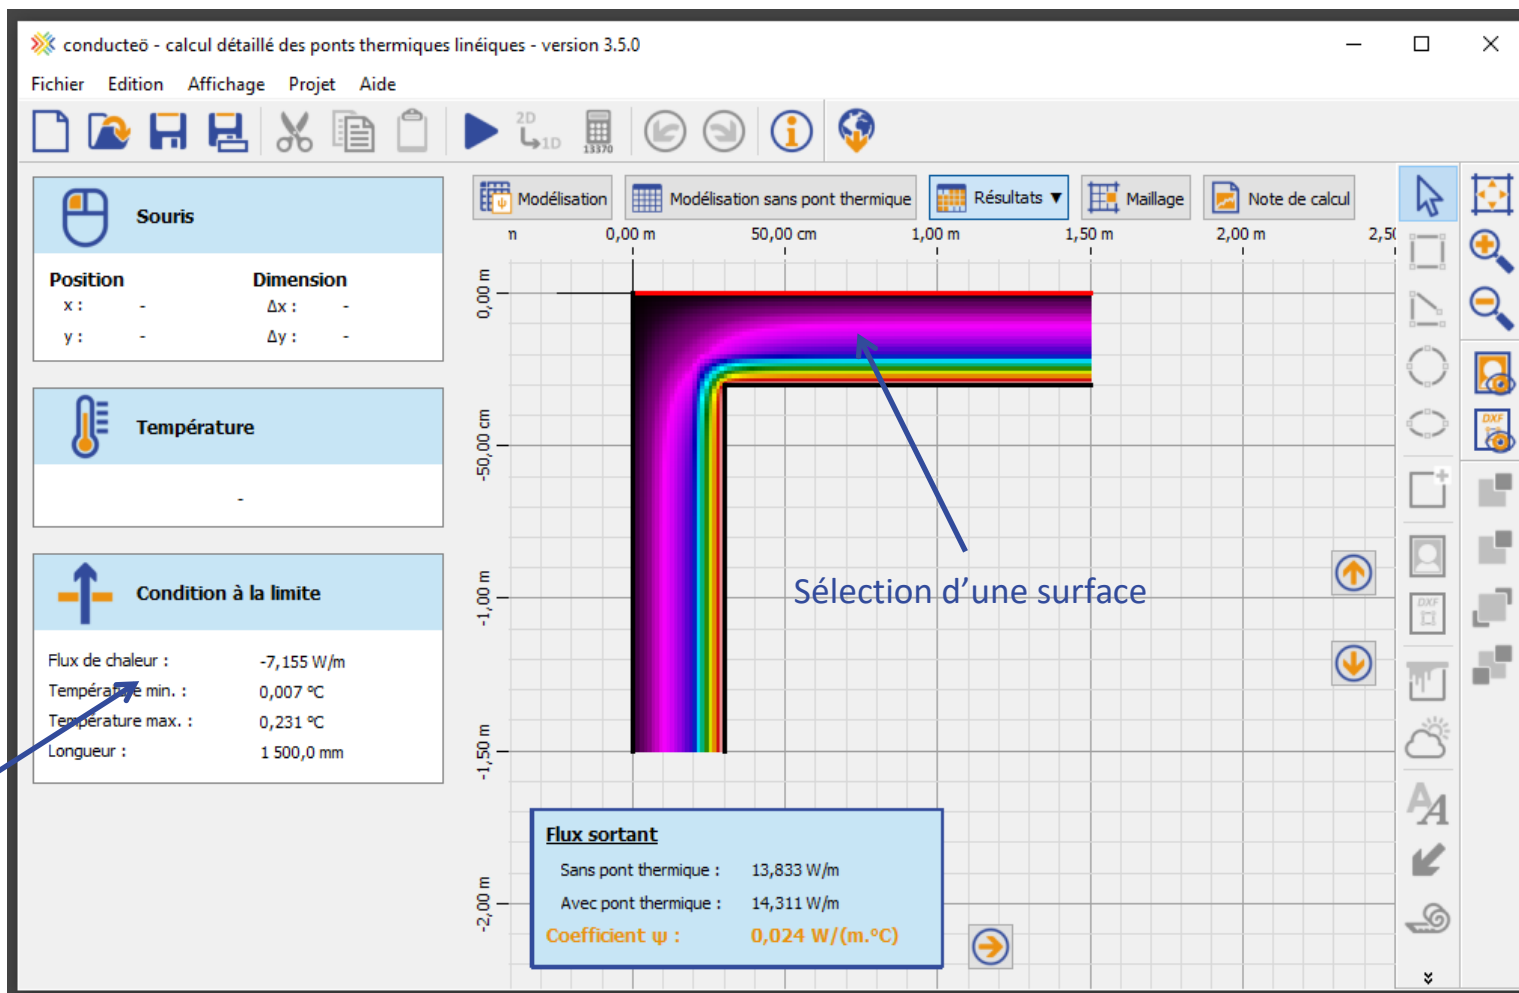 conducteö - calcul détaillé des ponts thermiques linéiques - version 3.5.0
Fichier Edition Affichage Projet Aide
2D
1D
13370
Modélisation
Modélisation sans pont thermique
Résultats ▼
Maillage
Note de calcul
Souris
Position Dimension
x : - Δx : -
y : - Δy : -
Température
-
Condition à la limite
Flux de chaleur : -7,155 W/m
Température min. : 0,007 °C
Température max. : 0,231 °C
Longueur : 1 500,0 mm
0,00 m 50,00 cm 1,00 m 1,50 m 2,00 m
0,00 m
-50,00 cm
-1,00 m
-1,50 m
-2,00 m
Sélection d’une surface
Flux sortant
Sans pont thermique : 13,833 W/m
Avec pont thermique : 14,311 W/m
Coefficient ψ : 0,024 W/(m.°C)
DXF
DXF
AA